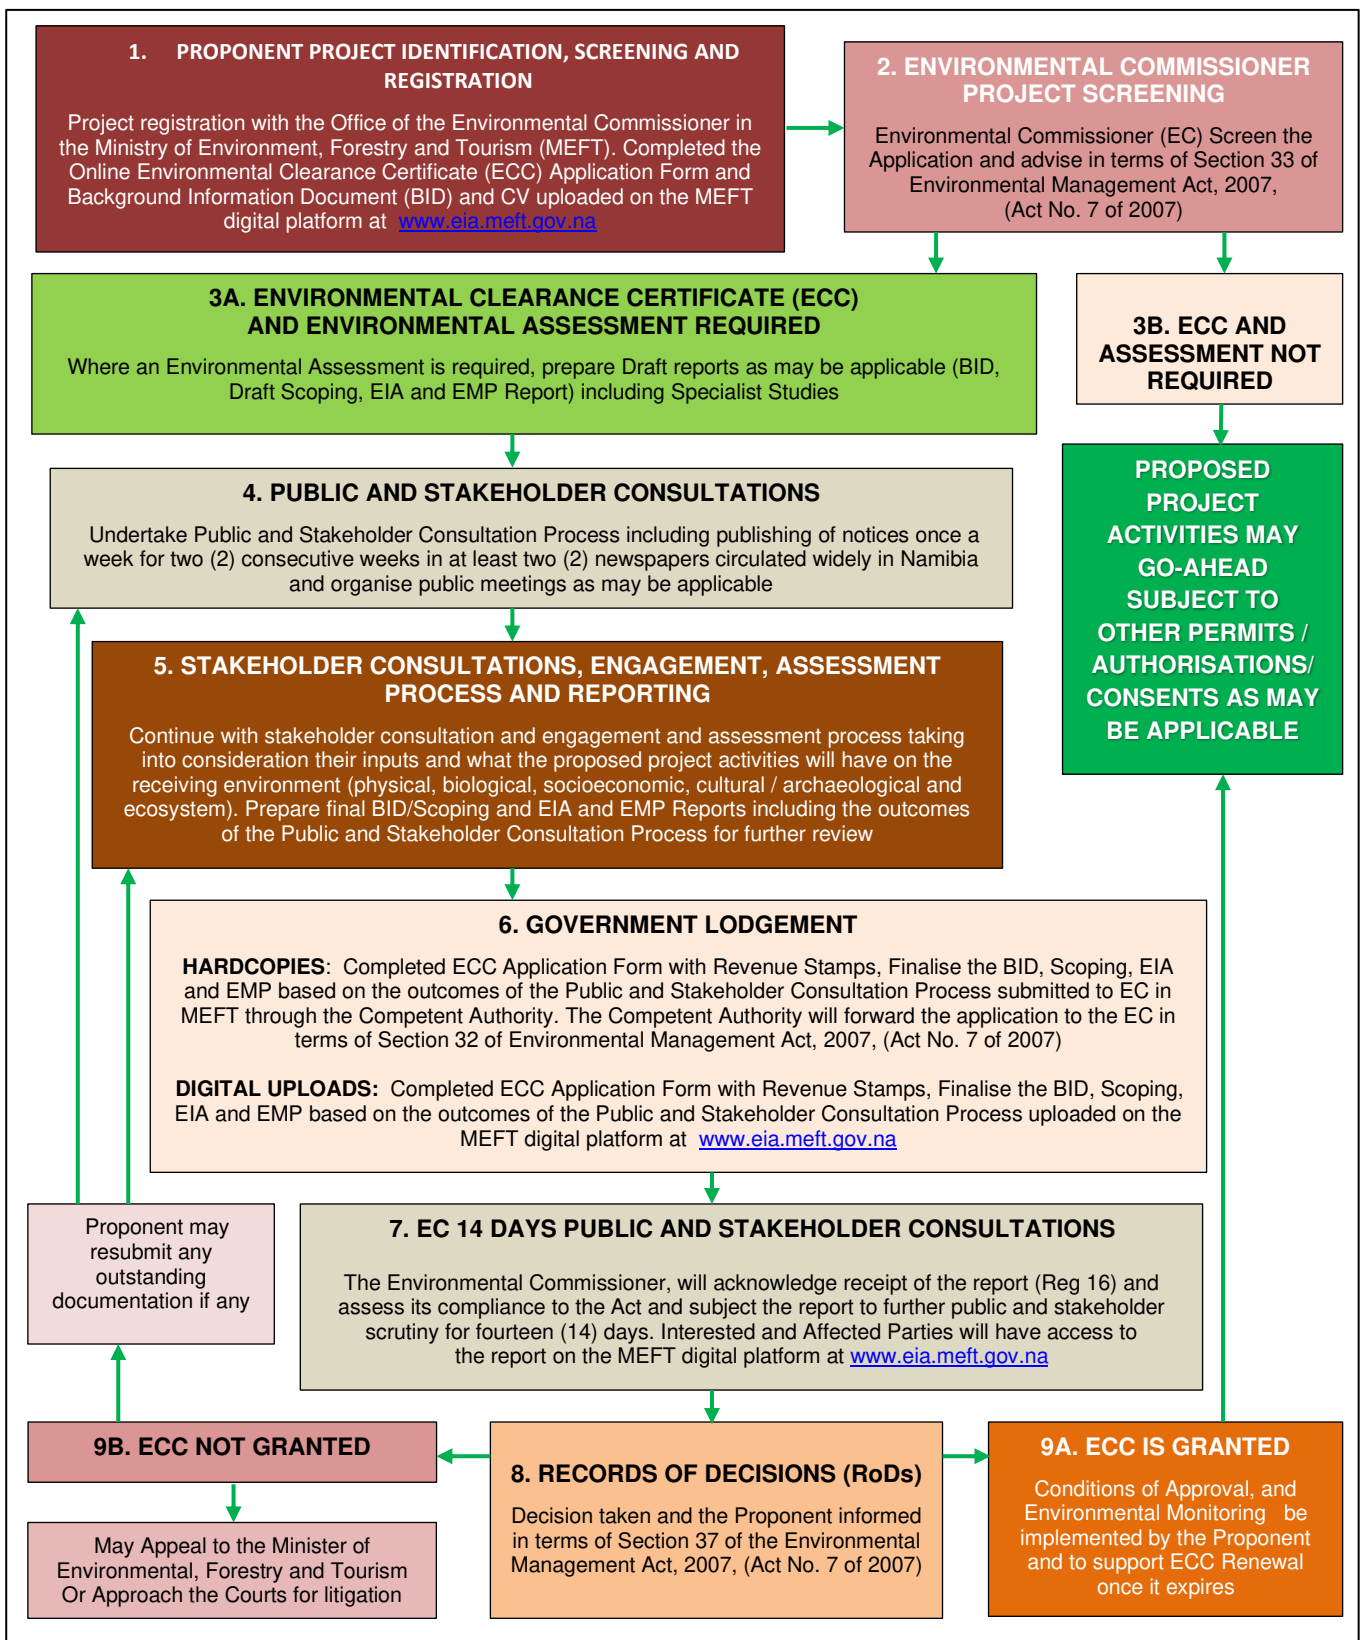 1. PROPONENT PROJECT IDENTIFICATION, SCREENING AND
REGISTRATION
Project registration with the Office of the Environmental Commissioner in
the Ministry of Environment, Forestry and Tourism (MEFT). Completed the
Online Environmental Clearance Certificate (ECC) Application Form and
Background Information Document (BID) and CV uploaded on the MEFT
digital platform at www.eia.meft.gov.na
2. ENVIRONMENTAL COMMISSIONER
PROJECT SCREENING
Environmental Commissioner (EC) Screen the
Application and advise in terms of Section 33 of
Environmental Management Act, 2007,
(Act No. 7 of 2007)
3A. ENVIRONMENTAL CLEARANCE CERTIFICATE (ECC)
AND ENVIRONMENTAL ASSESSMENT REQUIRED
Where an Environmental Assessment is required, prepare Draft reports as may be applicable (BID,
Draft Scoping, EIA and EMP Report) including Specialist Studies
3B. ECC AND
ASSESSMENT NOT
REQUIRED
PROPOSED
PROJECT
ACTIVITIES MAY
GO-AHEAD
SUBJECT TO
OTHER PERMITS /
AUTHORISATIONS/
CONSENTS AS MAY
BE APPLICABLE
4. PUBLIC AND STAKEHOLDER CONSULTATIONS
Undertake Public and Stakeholder Consultation Process including publishing of notices once a
week for two (2) consecutive weeks in at least two (2) newspapers circulated widely in Namibia
and organise public meetings as may be applicable
5. STAKEHOLDER CONSULTATIONS, ENGAGEMENT, ASSESSMENT
PROCESS AND REPORTING
Continue with stakeholder consultation and engagement and assessment process taking
into consideration their inputs and what the proposed project activities will have on the
receiving environment (physical, biological, socioeconomic, cultural / archaeological and
ecosystem). Prepare final BID/Scoping and EIA and EMP Reports including the outcomes
of the Public and Stakeholder Consultation Process for further review
6. GOVERNMENT LODGEMENT
HARDCOPIES: Completed ECC Application Form with Revenue Stamps, Finalise the BID, Scoping, EIA
and EMP based on the outcomes of the Public and Stakeholder Consultation Process submitted to EC in
MEFT through the Competent Authority. The Competent Authority will forward the application to the EC in
terms of Section 32 of Environmental Management Act, 2007, (Act No. 7 of 2007)
DIGITAL UPLOADS: Completed ECC Application Form with Revenue Stamps, Finalise the BID, Scoping,
EIA and EMP based on the outcomes of the Public and Stakeholder Consultation Process uploaded on the
MEFT digital platform at www.eia.meft.gov.na
Proponent may
resubmit any
outstanding
documentation if any
7. EC 14 DAYS PUBLIC AND STAKEHOLDER CONSULTATIONS
The Environmental Commissioner, will acknowledge receipt of the report (Reg 16) and
assess its compliance to the Act and subject the report to further public and stakeholder
scrutiny for fourteen (14) days. Interested and Affected Parties will have access to
the report on the MEFT digital platform at www.eia.meft.gov.na
9B. ECC NOT GRANTED
May Appeal to the Minister of
Environmental, Forestry and Tourism
Or Approach the Courts for litigation
8. RECORDS OF DECISIONS (RoDs)
Decision taken and the Proponent informed
in terms of Section 37 of the Environmental
Management Act, 2007, (Act No. 7 of 2007)
9A. ECC IS GRANTED
Conditions of Approval, and
Environmental Monitoring be
implemented by the Proponent
and to support ECC Renewal
once it expires